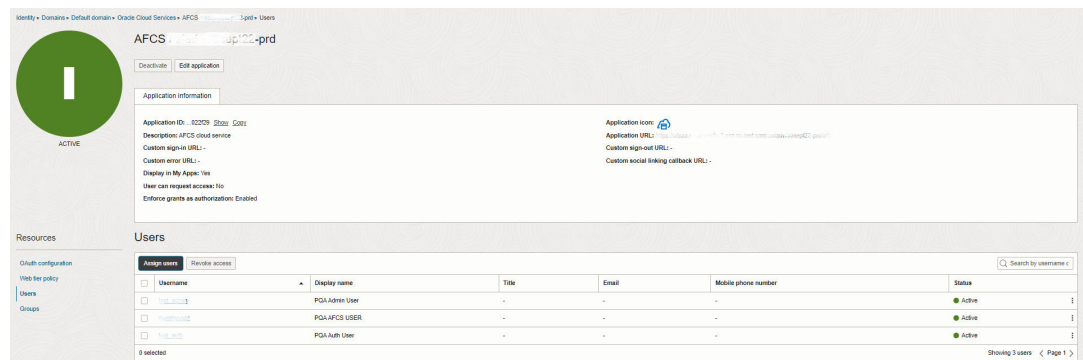 Identity ▸ Domains ▸ Default domain ▸ Oracle Cloud Services ▸ AFCS -prd ▸ Users
AFCS -prd
Deactivate Edit application
Application information
Application ID: ...022f29 Show Copy
Description: AFCS cloud service
Custom sign-in URL: -
Custom error URL: -
Display in My Apps: Yes
User can request access: No
Enforce grants as authorization: Enabled
Application icon:
Application URL:
Custom sign-out URL: -
Custom social linking callback URL: -
ACTIVE
Resources
OAuth configuration
Web tier policy
Users
Groups
Users
Assign users Revoke access Search by username
Username Display name Title Email Mobile phone number Status
PQA Admin User - - - Active
PQA AFCS USER - - - Active
PQA Auth User - - - Active
0 selected Showing 3 users < Page 1 >